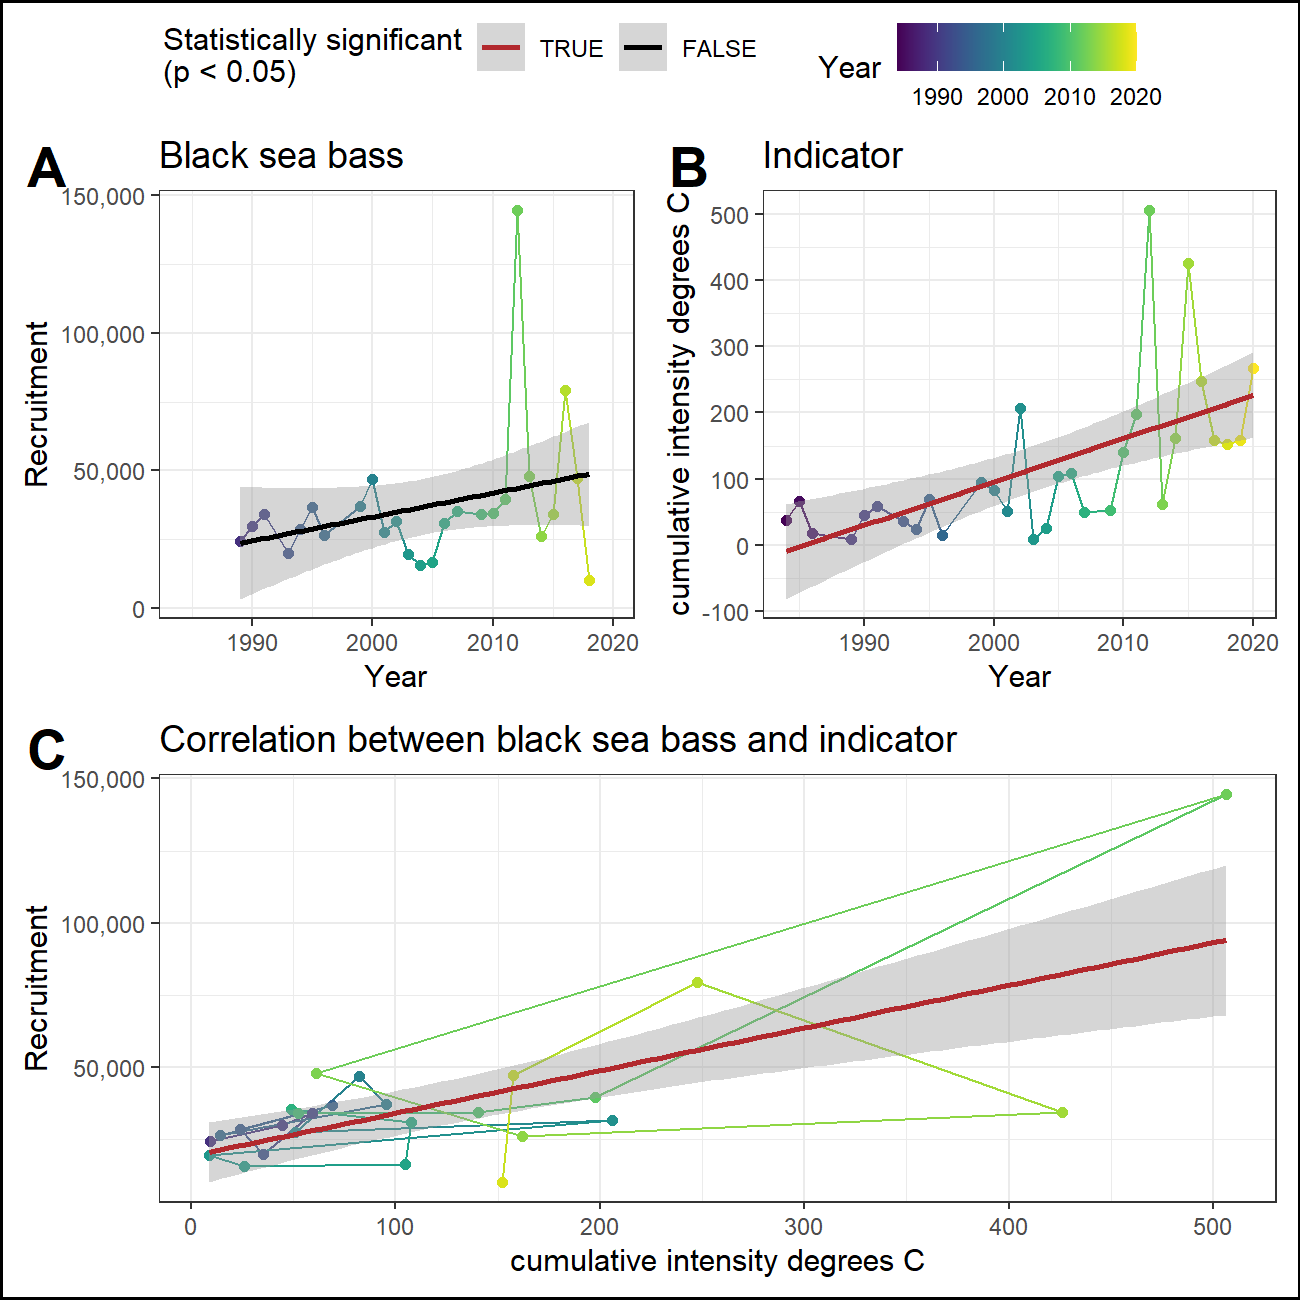 Statistically significant
(p < 0.05)
TRUE
FALSE
Year
1990 2000 2010 2020
A
Black sea bass
150,000
100,000
50,000
0
Recruitment
1990 2000 2010 2020
Year
B
Indicator
500
400
300
200
100
0
-100
cumulative intensity degrees C
1990 2000 2010 2020
Year
C
Correlation between black sea bass and indicator
150,000
100,000
50,000
Recruitment
0 100 200 300 400 500
cumulative intensity degrees C